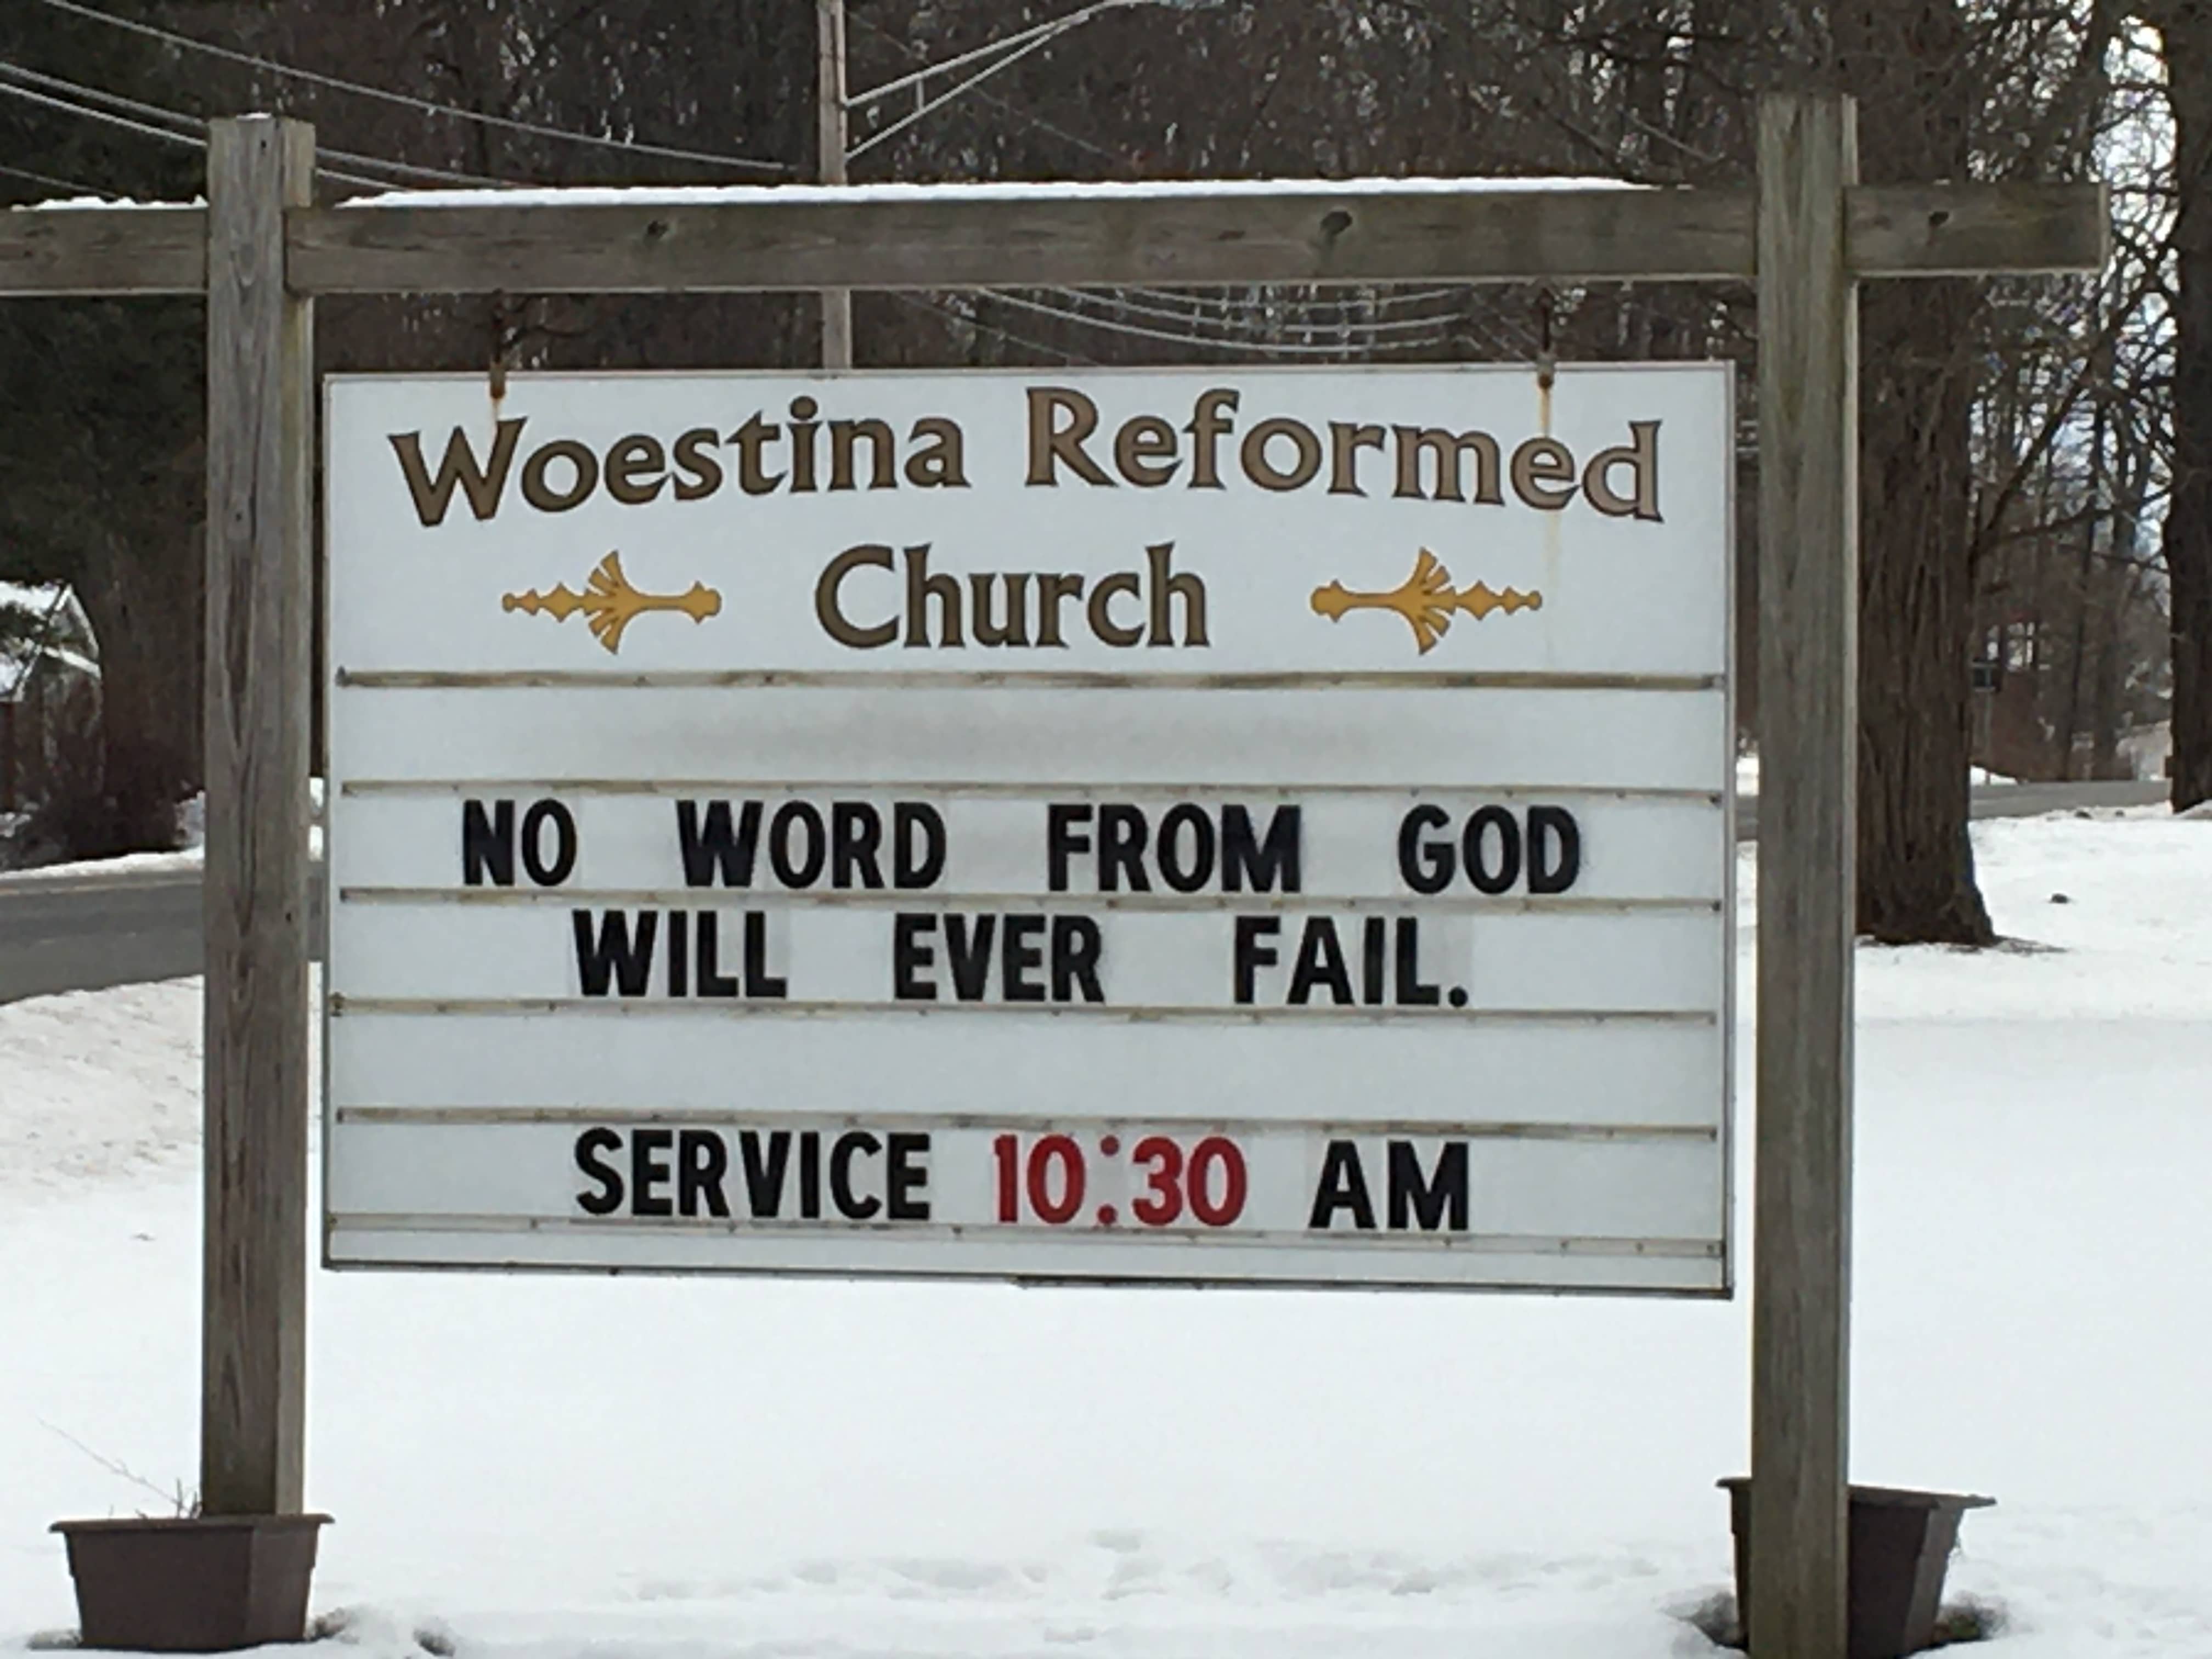 Woestina Reformed
Church
NO WORD FROM GOD
WILL EVER FAIL.
SERVICE 10:30 AM